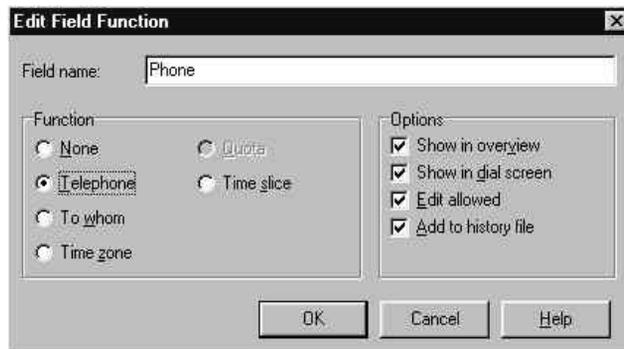 Edit Field Function
Field name: Phone
Function
None
Quota
Telephone
Time slice
To whom
Time zone
Options
Show in overview
Show in dial screen
Edit allowed
Add to history file
OK Cancel Help